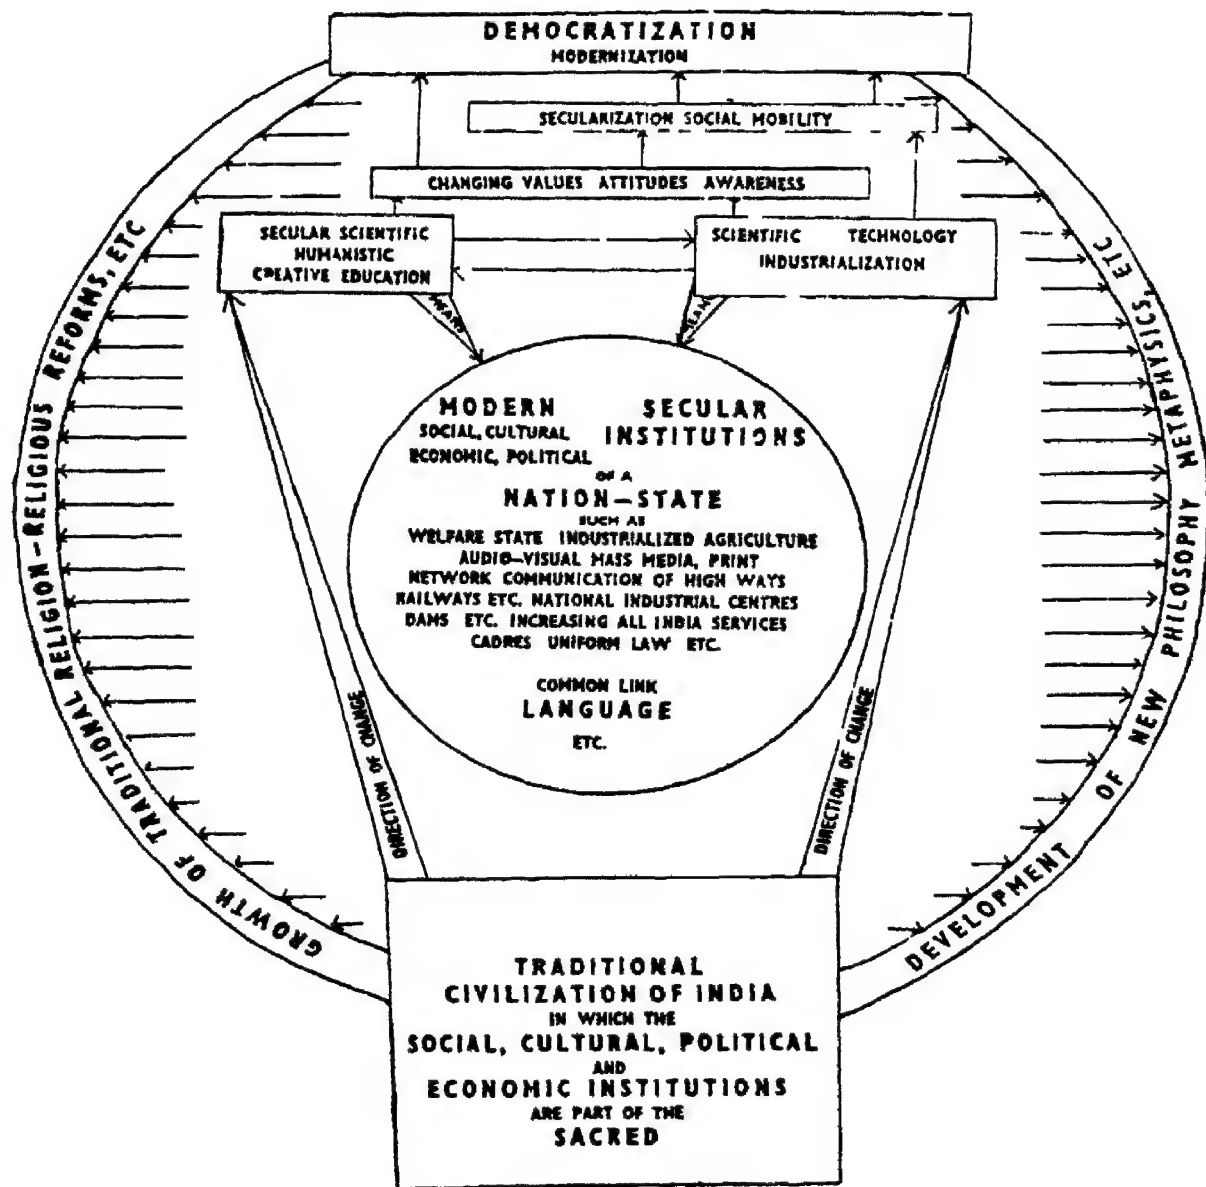 DEMOCRATIZATION
MODERNIZATION
SECULARIZATION SOCIAL MOBILITY
CHANGING VALUES ATTITUDES AWARENESS
SECULAR SCIENTIFIC
HUMANISTIC
CREATIVE EDUCATION
SCIENTIFIC TECHNOLOGY
INDUSTRIALIZATION
MEANS
MEANS
MODERN SECULAR
SOCIAL, CULTURAL INSTITUTIONS
ECONOMIC, POLITICAL
OF A
NATION—STATE
SUCH AS
WELFARE STATE INDUSTRIALIZED AGRICULTURE
AUDIO—VISUAL MASS MEDIA, PRINT
NETWORK COMMUNICATION OF HIGH WAYS
RAILWAYS ETC. NATIONAL INDUSTRIAL CENTRES
DAMS ETC. INCREASING ALL INDIA SERVICES
CADRES UNIFORM LAW ETC.
COMMON LINK
LANGUAGE
ETC.
DIRECTION OF CHANGE
DIRECTION OF CHANGE
GROWTH OF TRADITIONAL RELIGION—RELIGIOUS REFORMS, ETC
DEVELOPMENT OF NEW PHILOSOPHY METAPHYSICS, ETC
TRADITIONAL
CIVILIZATION OF INDIA
IN WHICH THE
SOCIAL, CULTURAL, POLITICAL
AND
ECONOMIC INSTITUTIONS
ARE PART OF THE
SACRED